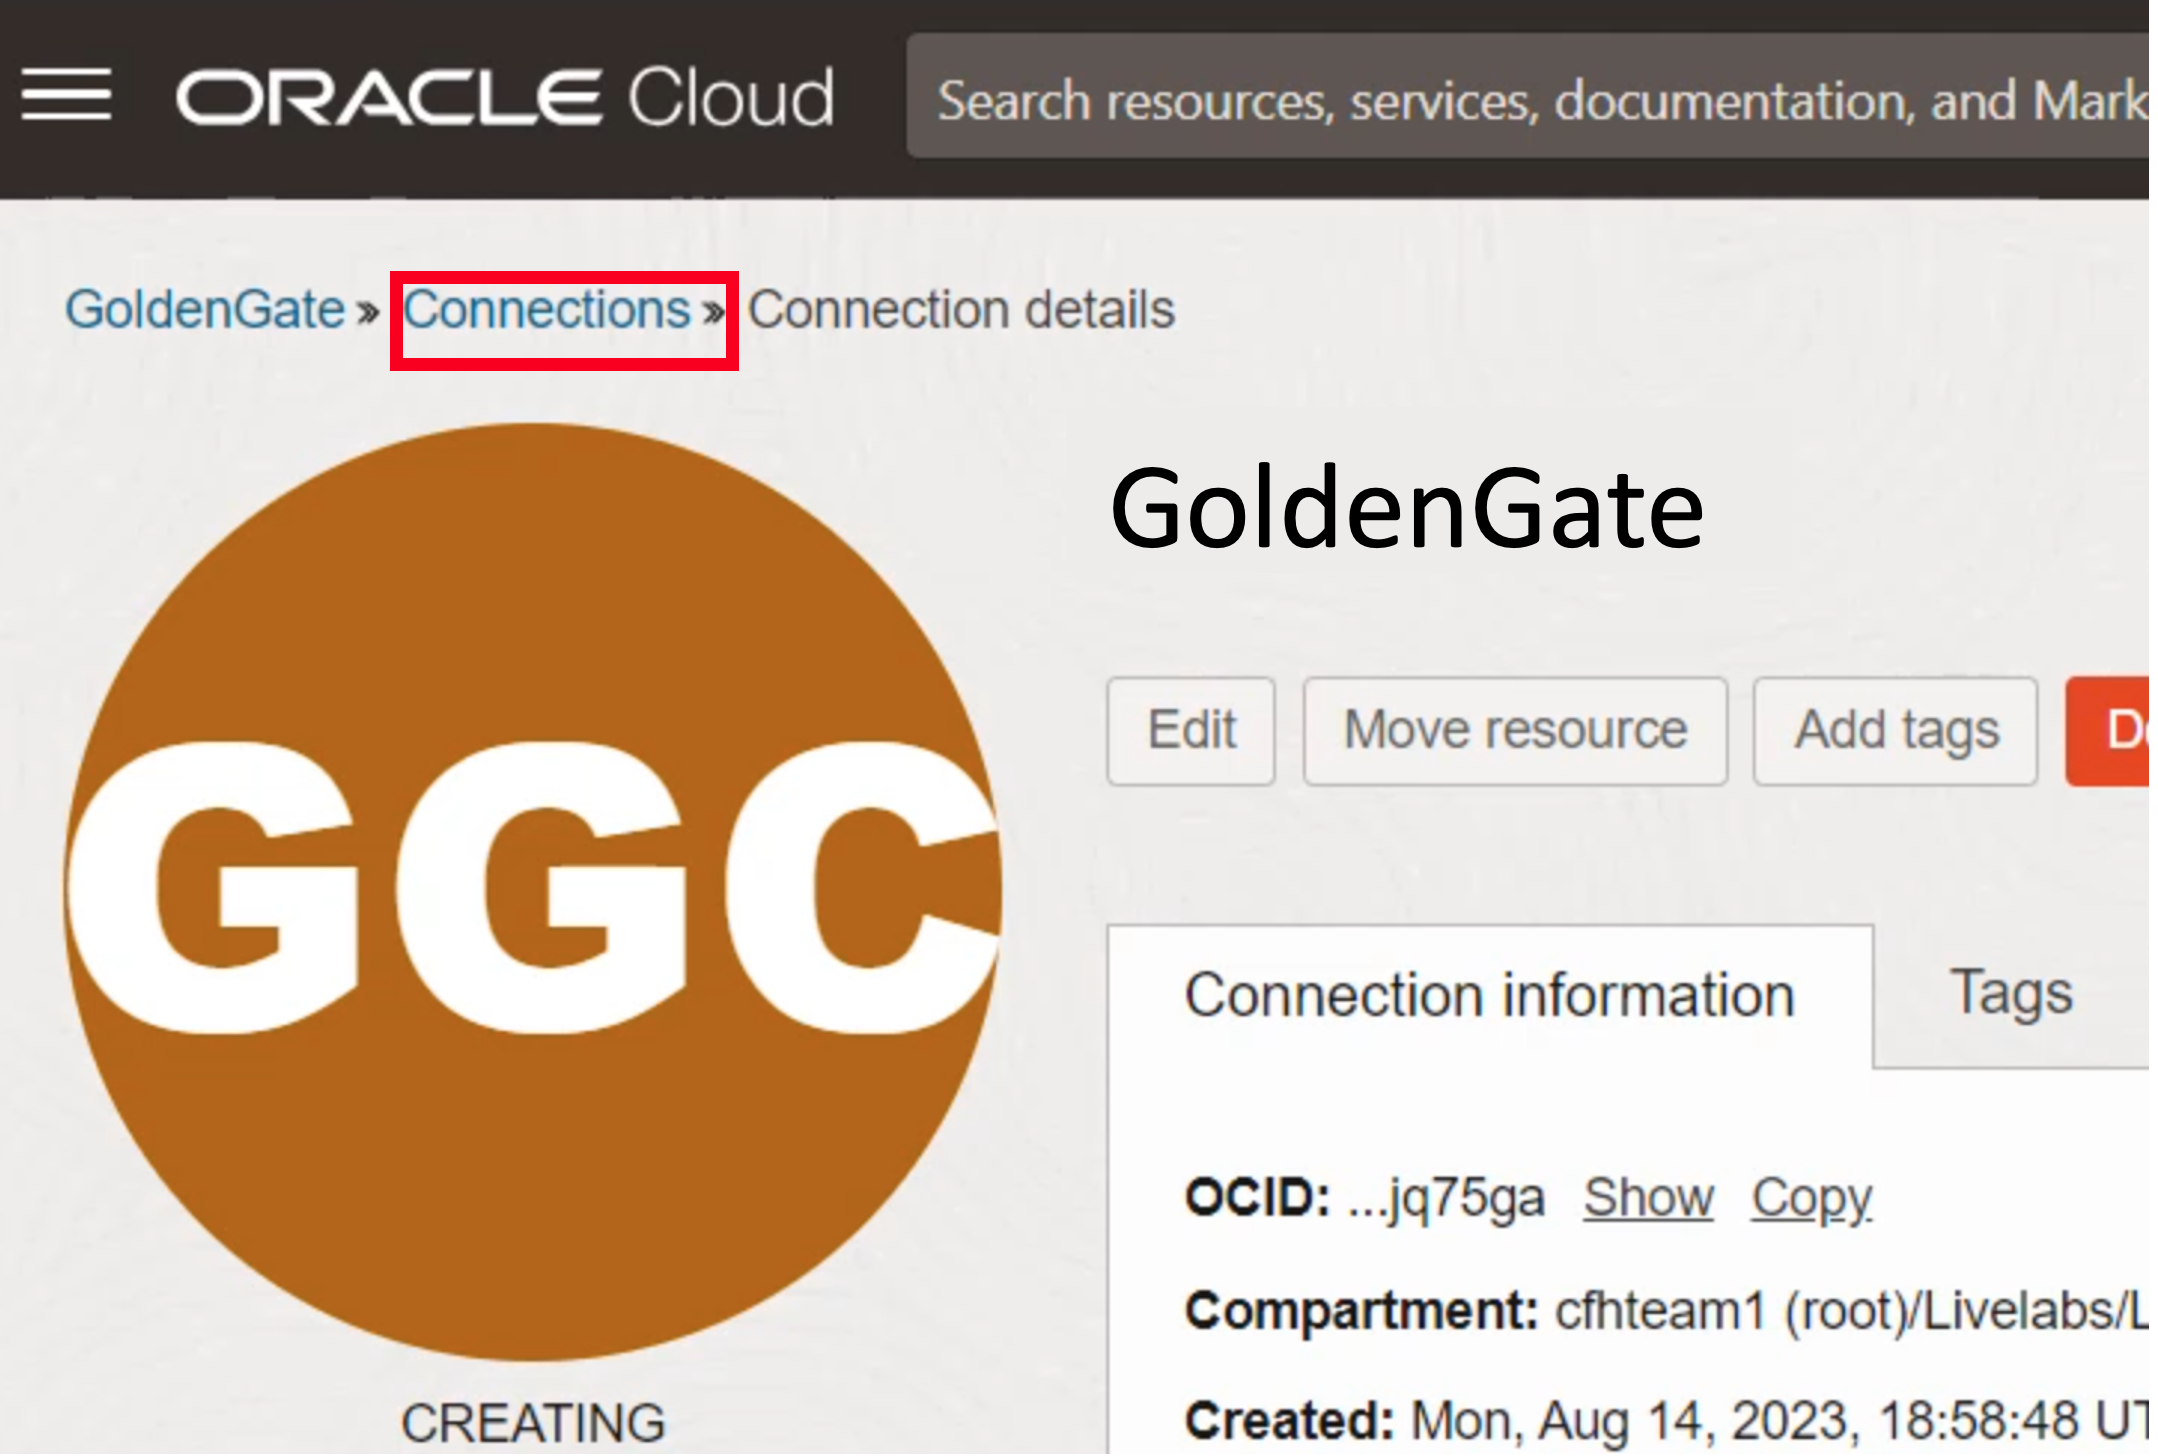 ORACLE Cloud
Search resources, services, documentation, and Mark
GoldenGate » Connections » Connection details
GGC
CREATING
GoldenGate
Edit
Move resource
Add tags
Connection information
Tags
OCID: ...jq75ga Show Copy
Compartment: cfhteam1 (root)/Livelabs/L
Created: Mon, Aug 14, 2023, 18:58:48 UT